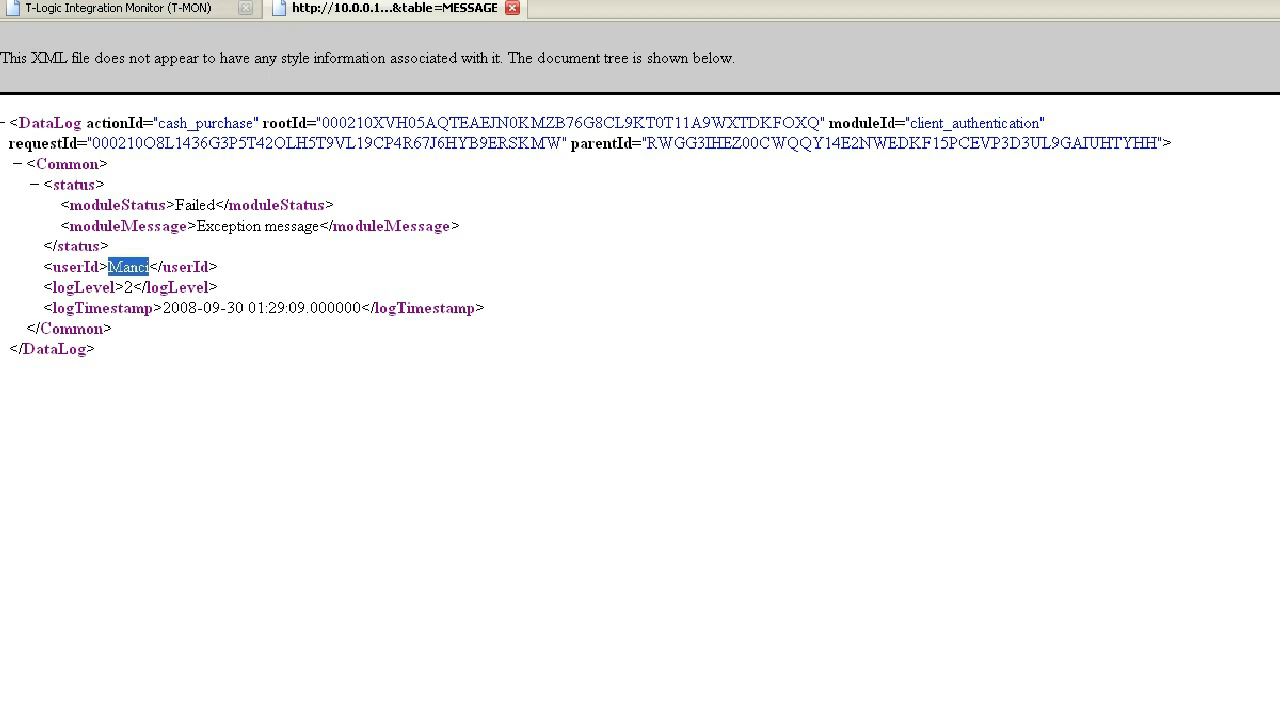 T-Logic Integration Monitor (T-MON) http://10.0.0.1...&table=MESSAGE
This XML file does not appear to have any style information associated with it. The document tree is shown below.
− <DataLog actionId="cash_purchase" rootId="000210XVH05AQTEAEJN0KMZB76G8CL9KT0T11A9WXTDKFOXQ" moduleId="client_authentication"
requestId="000210O8L1436G3P5T42OLH5T9VL19CP4R67J6HYB9ERSKMW" parentId="RWGG3IHEZ00CWQQY14E2NWEDKF15PCEVP3D3UL9GAIUHTYHH">
− <Common>
− <status>
<moduleStatus>Failed</moduleStatus>
<moduleMessage>Exception message</moduleMessage>
</status>
<userId>Manci</userId>
<logLevel>2</logLevel>
<logTimestamp>2008-09-30 01:29:09.000000</logTimestamp>
</Common>
</DataLog>